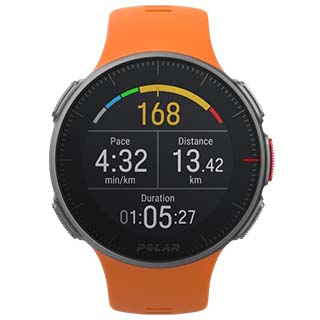 168
Pace Distance
4:32 13.42
min/km km
Duration
01:05:27
POLAR